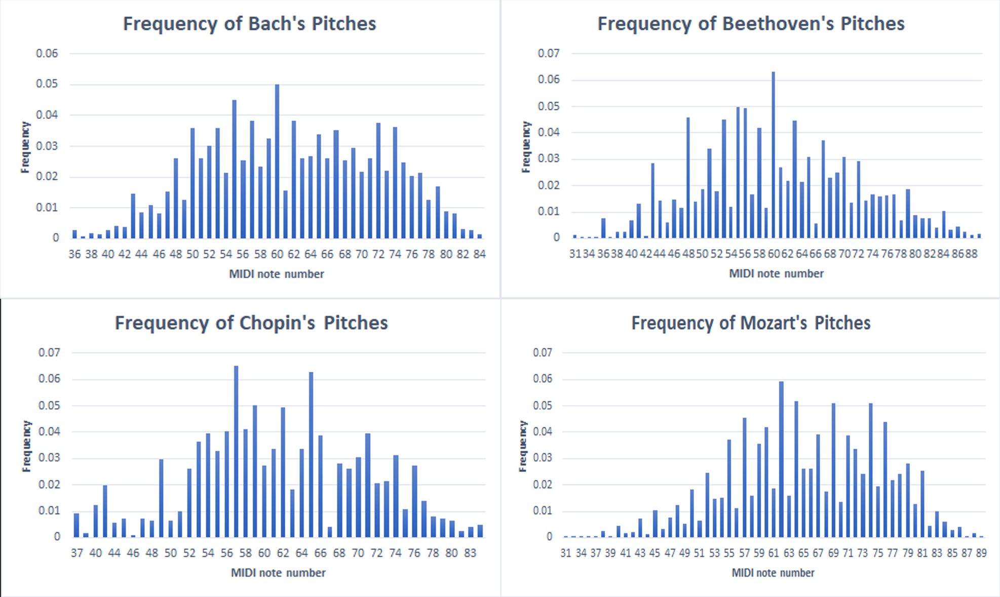 Frequency of Bach's Pitches
0.06
0.05
0.04
0.03
0.02
0.01
0
Frequency
36 38 40 42 44 46 48 50 52 54 56 58 60 62 64 66 68 70 72 74 76 78 80 82 84
MIDI note number
Frequency of Beethoven's Pitches
0.07
0.06
0.05
0.04
0.03
0.02
0.01
0
Frequency
31 34 36 38 40 42 44 46 48 50 52 54 56 58 60 62 64 66 68 70 72 74 76 78 80 82 84 86 88
MIDI note number
Frequency of Chopin's Pitches
0.07
0.06
0.05
0.04
0.03
0.02
0.01
0
Frequency
37 40 44 46 48 50 52 54 56 58 60 62 64 66 68 70 72 74 76 78 80 83
MIDI note number
Frequency of Mozart's Pitches
0.07
0.06
0.05
0.04
0.03
0.02
0.01
0
Frequency
31 34 37 39 41 43 45 47 49 51 53 55 57 59 61 63 65 67 69 71 73 75 77 79 81 83 85 87 89
MIDI note number